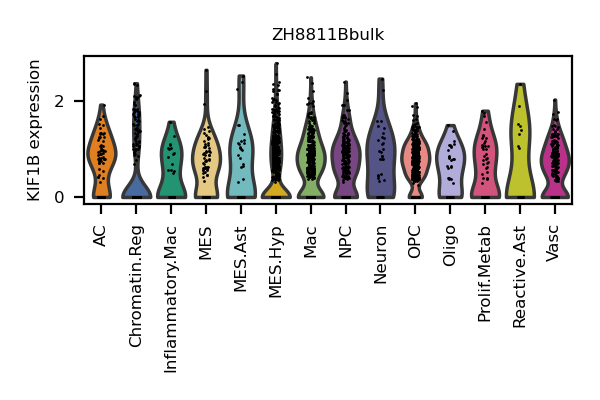 ZH8811Bbulk
KIF1B expression
2
0
AC
Chromatin.Reg
Inflammatory.Mac
MES
MES.Ast
MES.Hyp
Mac
NPC
Neuron
OPC
Oligo
Prolif.Metab
Reactive.Ast
Vasc